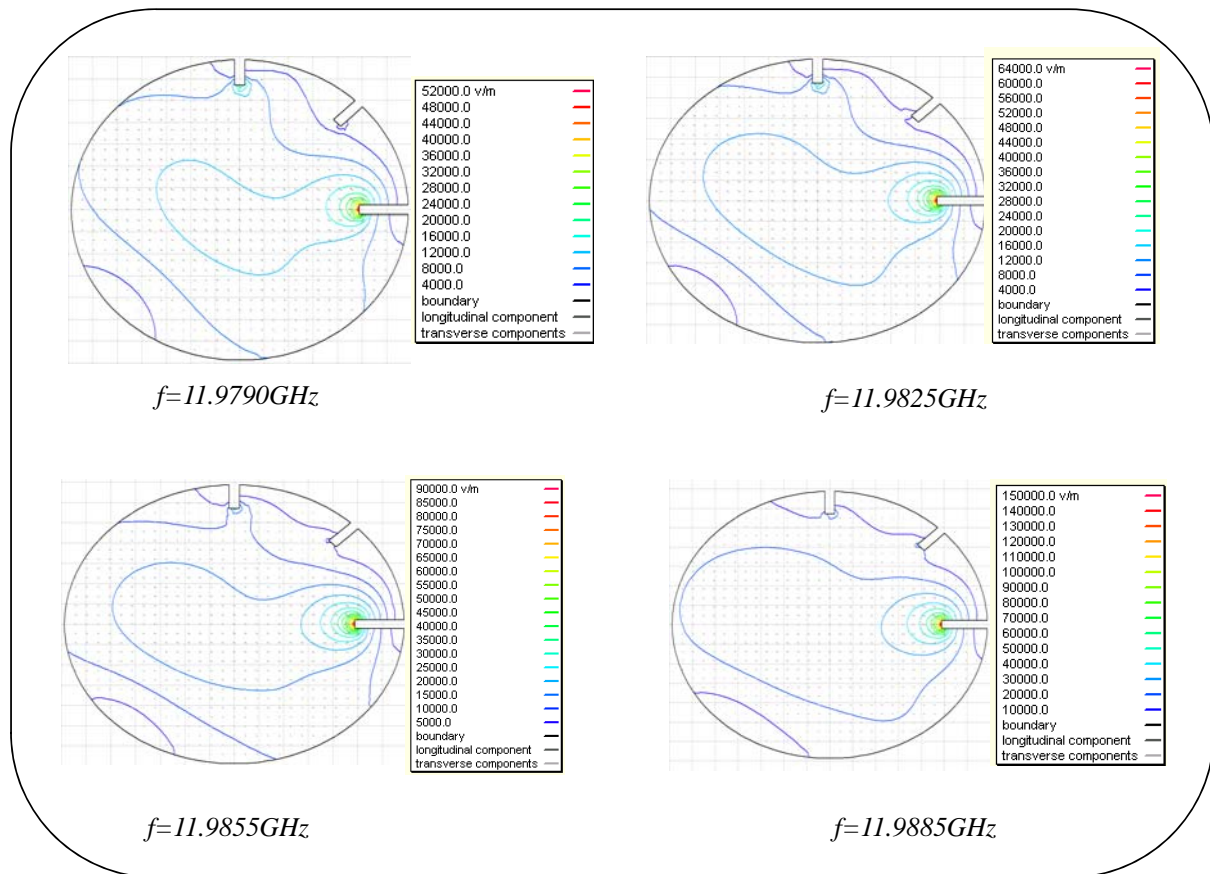 52000.0 v/m
48000.0
44000.0
40000.0
36000.0
32000.0
28000.0
24000.0
20000.0
16000.0
12000.0
8000.0
4000.0
boundary
longitudinal component
transverse components
f=11.9790GHz
64000.0 v/m
60000.0
56000.0
52000.0
48000.0
44000.0
40000.0
36000.0
32000.0
28000.0
24000.0
20000.0
16000.0
12000.0
8000.0
4000.0
boundary
longitudinal component
transverse components
f=11.9825GHz
90000.0 v/m
85000.0
80000.0
75000.0
70000.0
65000.0
60000.0
55000.0
50000.0
45000.0
40000.0
35000.0
30000.0
25000.0
20000.0
15000.0
10000.0
5000.0
boundary
longitudinal component
transverse components
f=11.9855GHz
150000.0 v/m
140000.0
130000.0
120000.0
110000.0
100000.0
90000.0
80000.0
70000.0
60000.0
50000.0
40000.0
30000.0
20000.0
10000.0
boundary
longitudinal component
transverse components
f=11.9885GHz